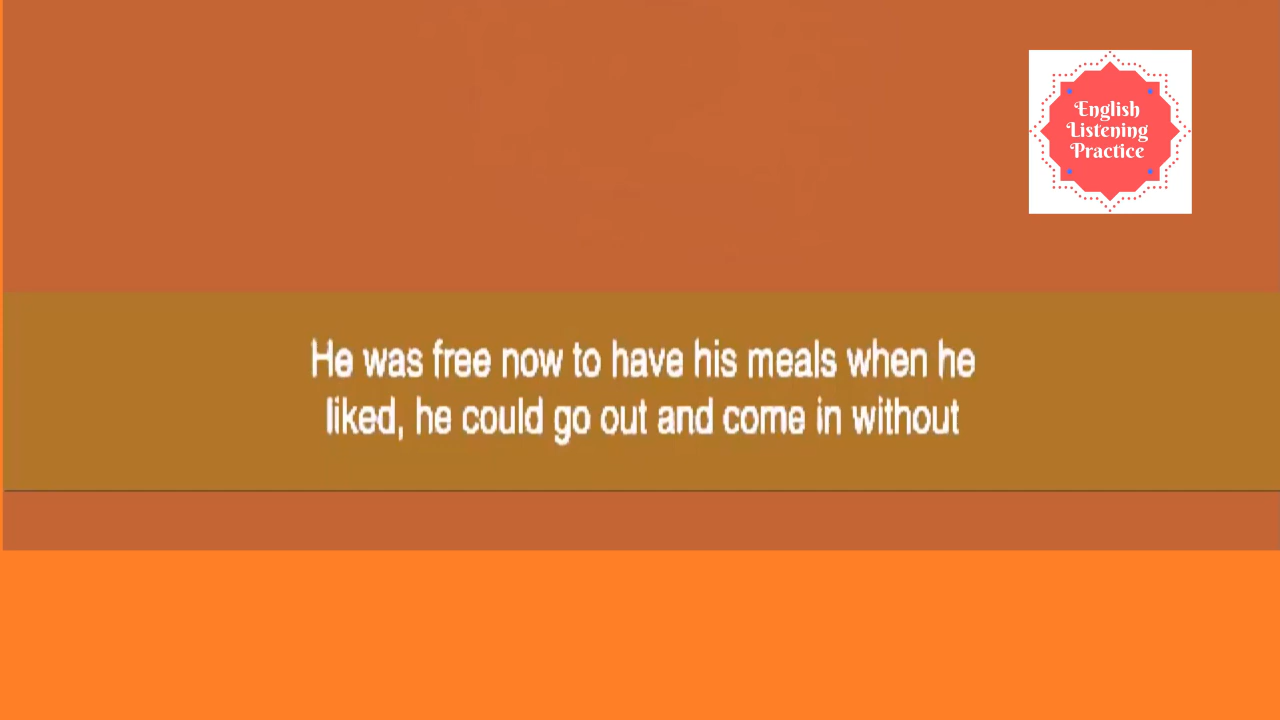 English
Listening
Practice
He was free now to have his meals when he
liked, he could go out and come in without